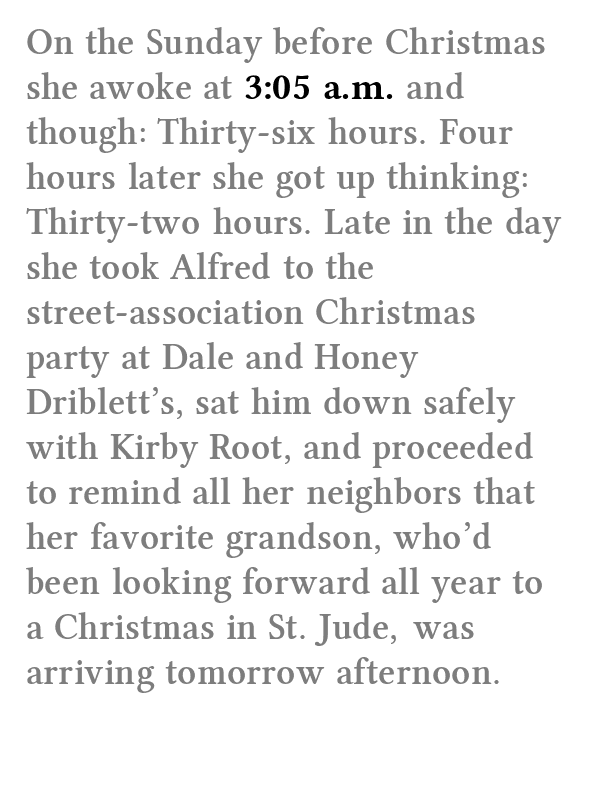 On the Sunday before Christmas
she awoke at 3:05 a.m. and
though: Thirty-six hours. Four
hours later she got up thinking:
Thirty-two hours. Late in the day
she took Alfred to the
street-association Christmas
party at Dale and Honey
Driblett’s, sat him down safely
with Kirby Root, and proceeded
to remind all her neighbors that
her favorite grandson, who’d
been looking forward all year to
a Christmas in St. Jude, was
arriving tomorrow afternoon.